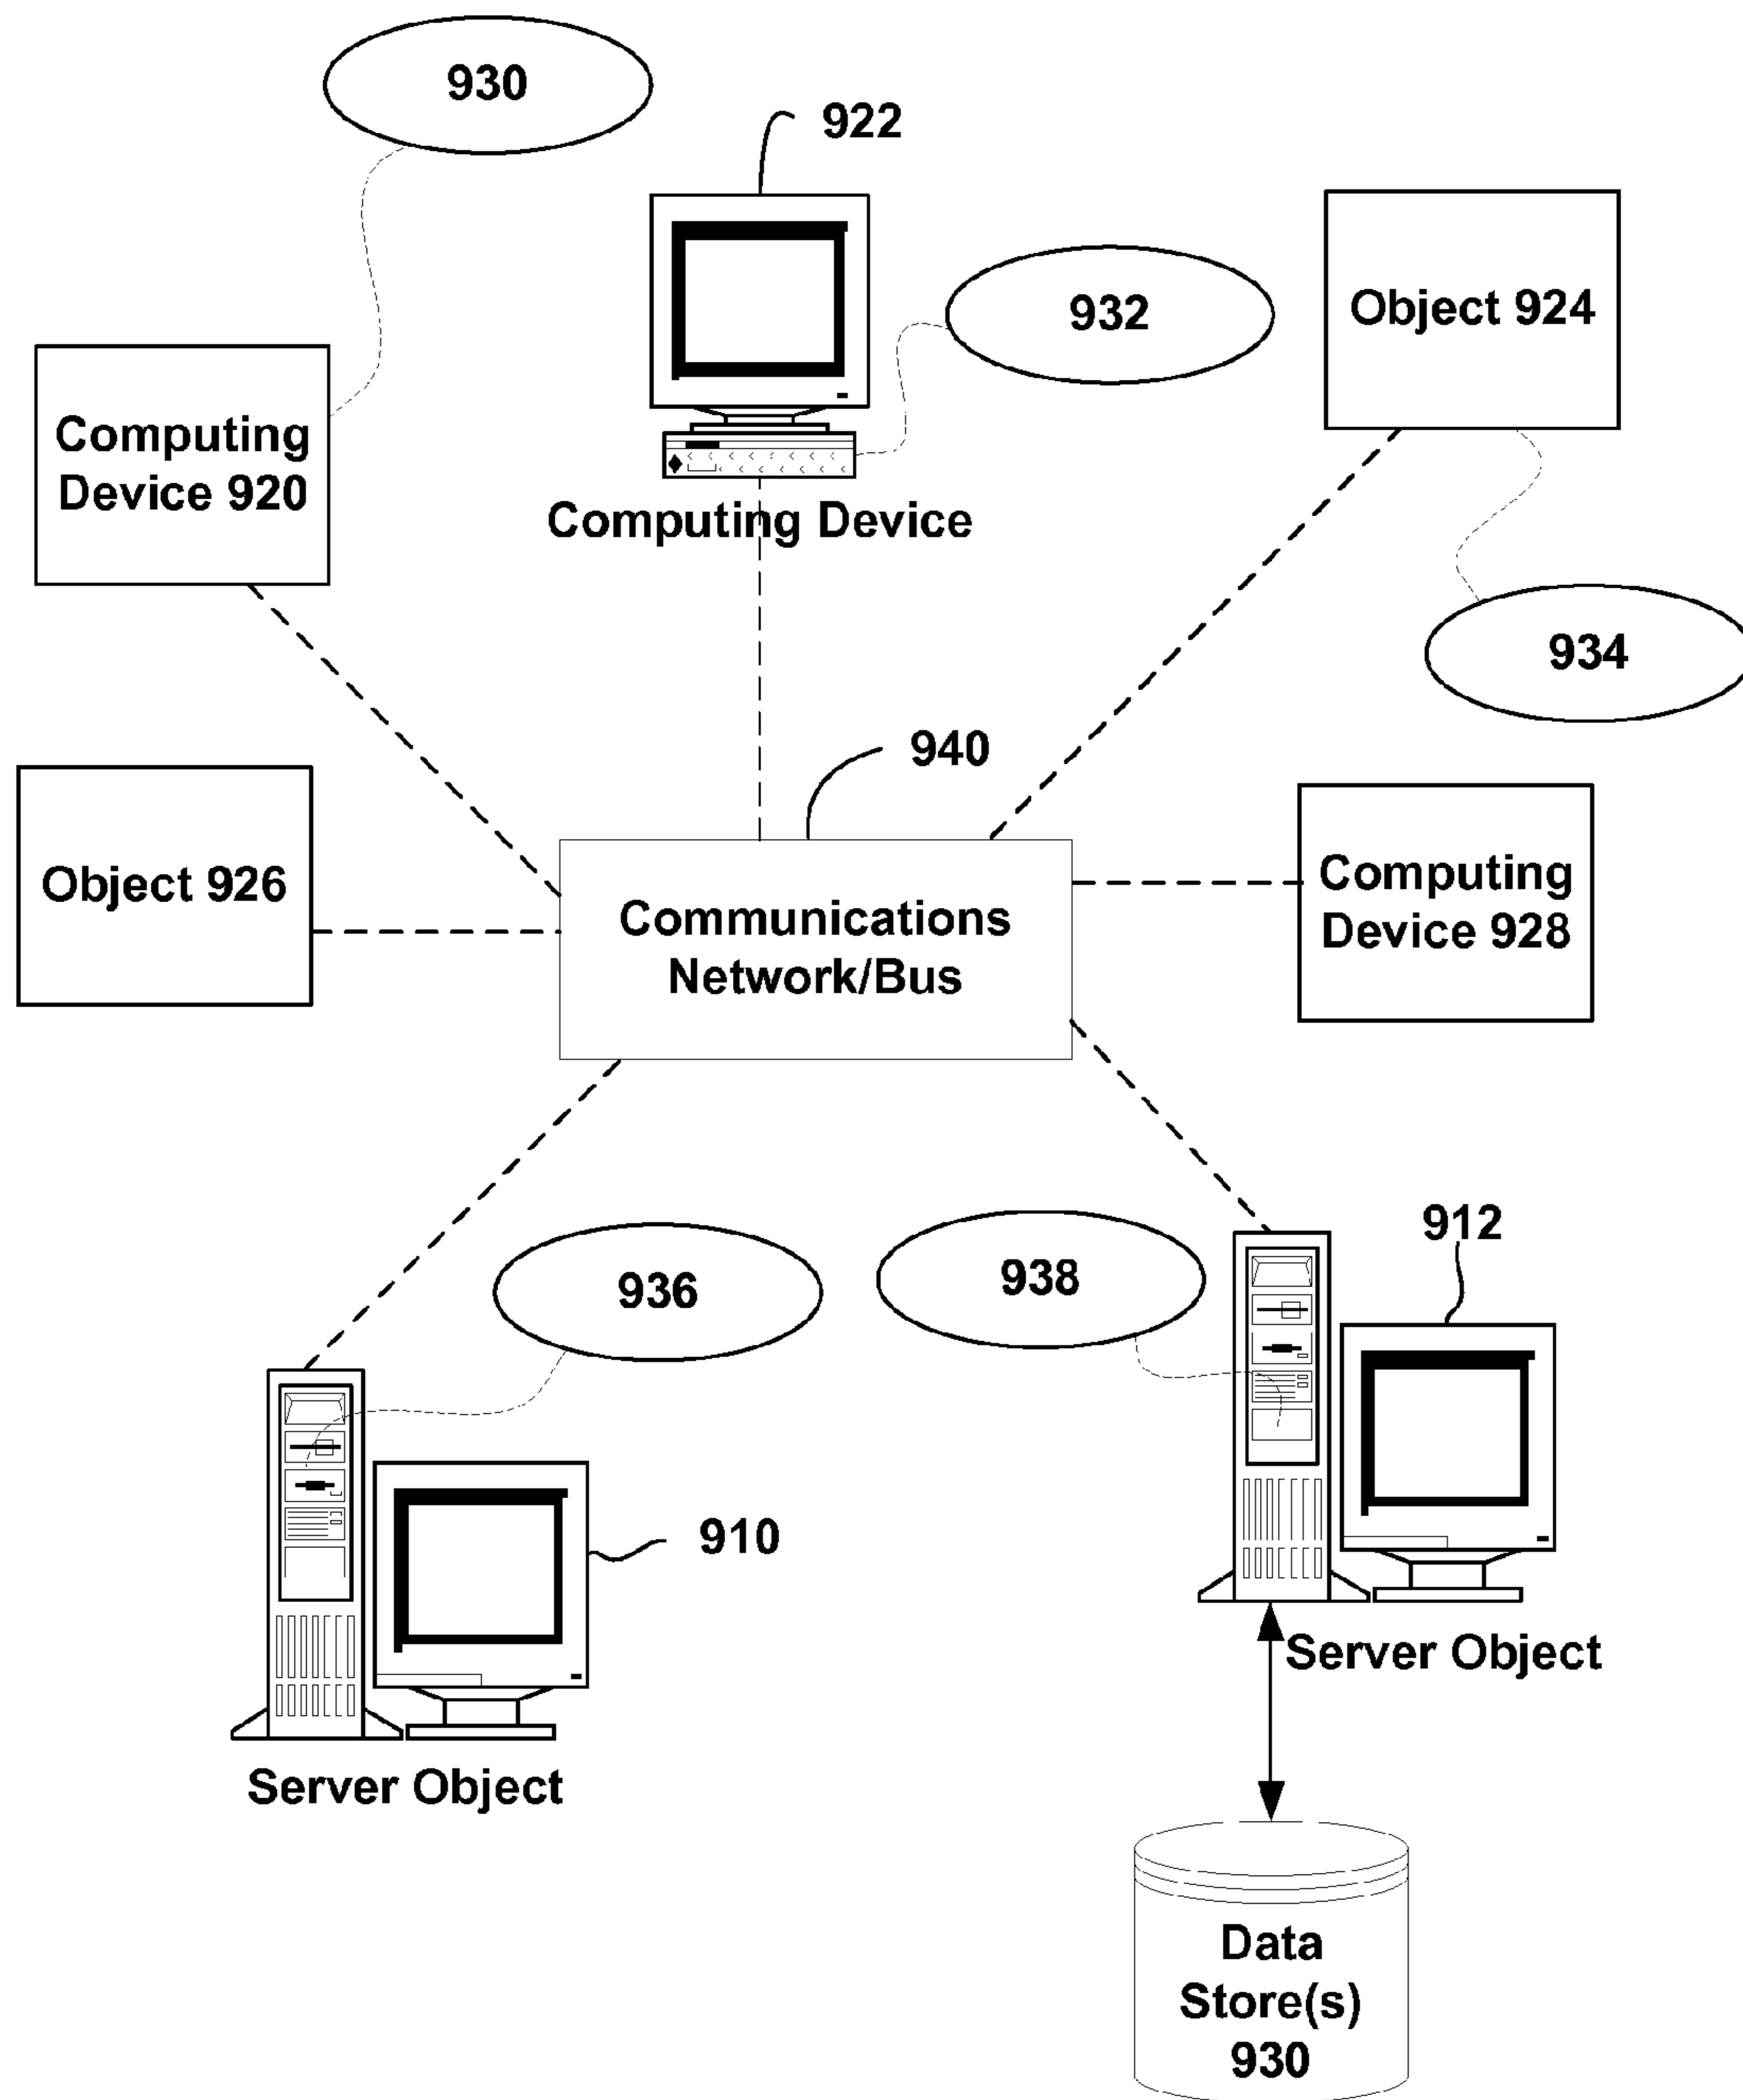 930
922
932
Object 924
Computing
Device 920
Computing Device
934
940
Object 926
Communications
Network/Bus
Computing
Device 928
936
938
912
910
Server Object
Server Object
Data
Store(s)
930